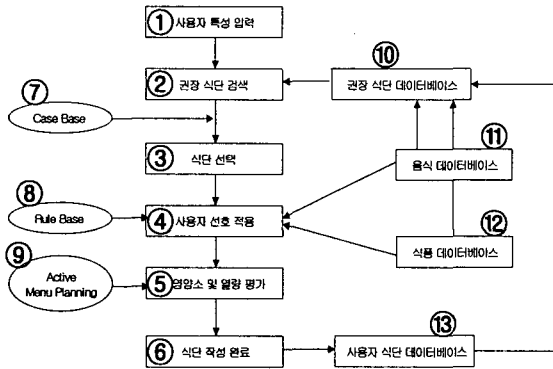 ① 사용자 특성 입력
⑩
⑦
② 권장 식단 검색
권장 식단 데이터베이스
Case Base
⑪
③ 식단 선택
음식 데이터베이스
⑧
Rule Base
④ 사용자 선호 적용
⑫
식품 데이터베이스
⑨
Active
Menu Planning
⑤ 영양소 및 열량 평가
⑬
⑥ 식단 작성 완료
사용자 식단 데이터베이스